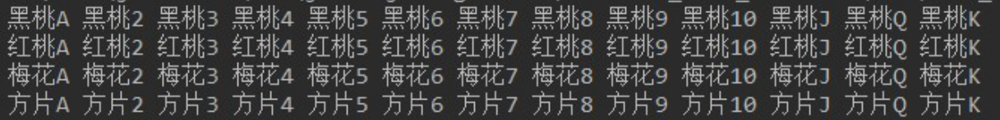 黑桃A 黑桃2 黑桃3 黑桃4 黑桃5 黑桃6 黑桃7 黑桃8 黑桃9 黑桃10 黑桃J 黑桃Q 黑桃K
红桃A 红桃2 红桃3 红桃4 红桃5 红桃6 红桃7 红桃8 红桃9 红桃10 红桃J 红桃Q 红桃K
梅花A 梅花2 梅花3 梅花4 梅花5 梅花6 梅花7 梅花8 梅花9 梅花10 梅花J 梅花Q 梅花K
方片A 方片2 方片3 方片4 方片5 方片6 方片7 方片8 方片9 方片10 方片J 方片Q 方片K